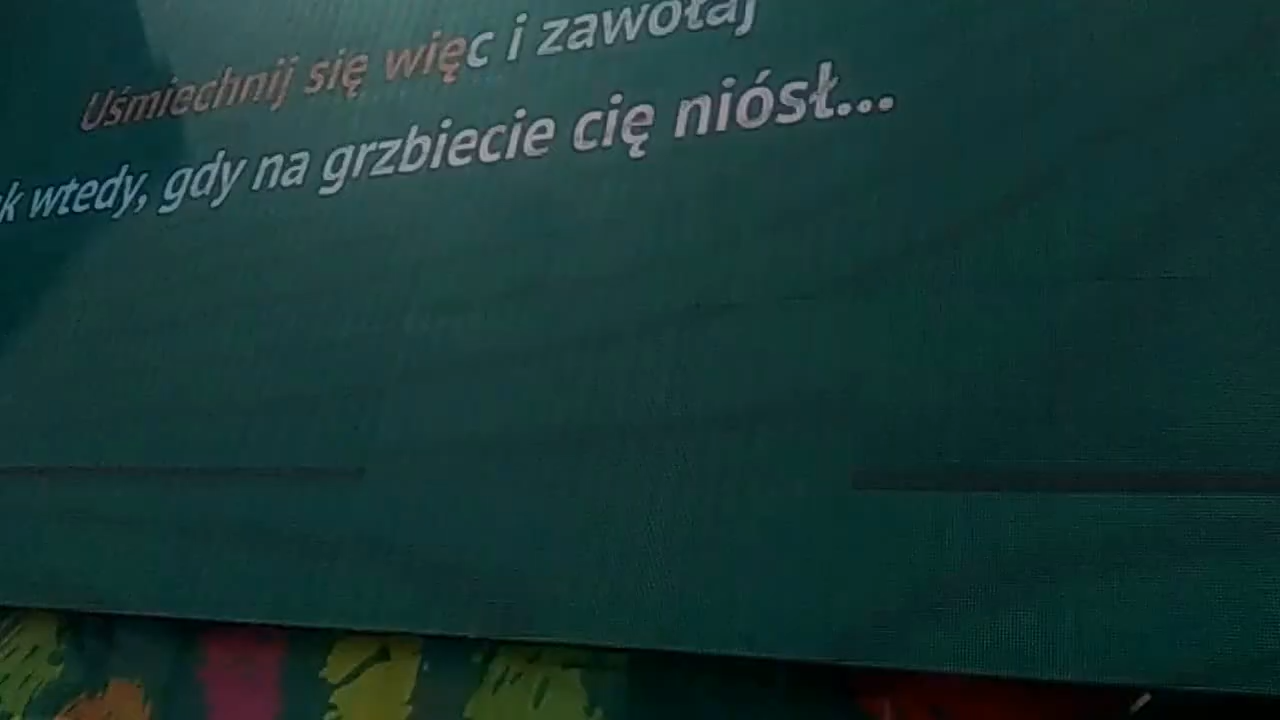 Uśmiechnij się więc i zawołaj
wtedy, gdy na grzbiecie cię niósł...